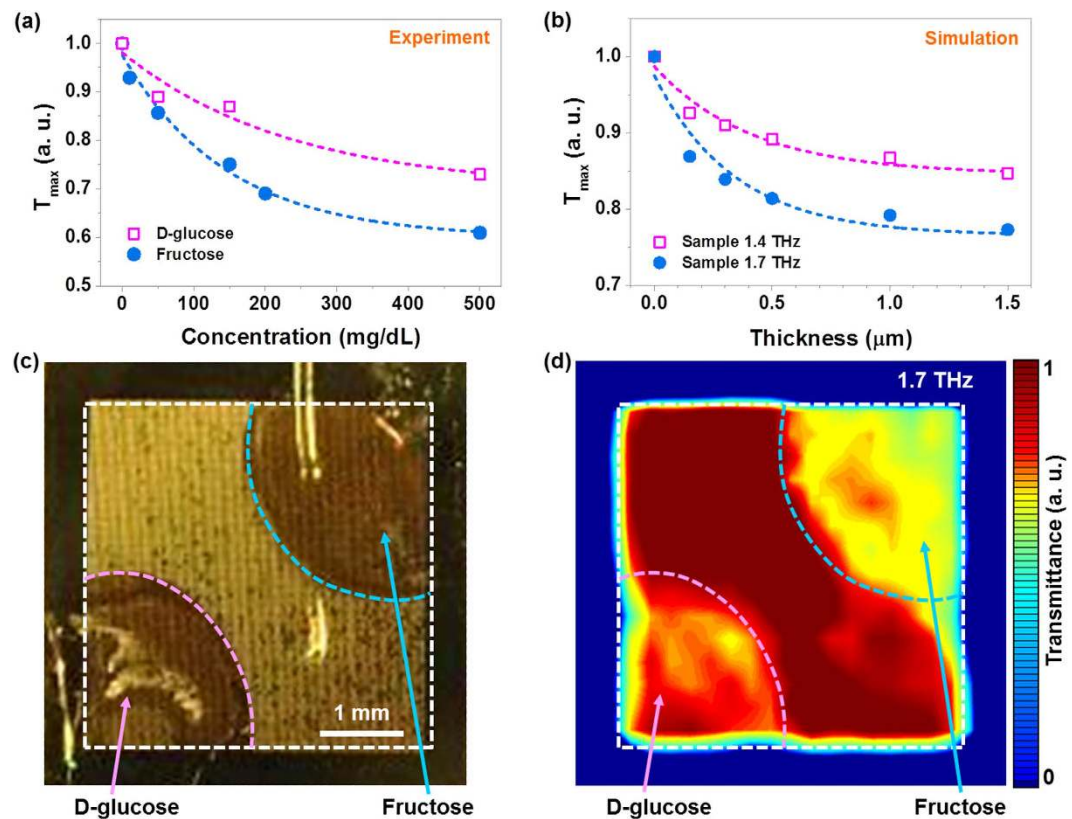 (a)
Experiment
T_max (a. u.)
1.0
0.9
0.8
0.7
0.6
0.5
D-glucose
Fructose
0 100 200 300 400 500
Concentration (mg/dL)
(b)
Simulation
T_max (a. u.)
1.0
0.9
0.8
0.7
Sample 1.4 THz
Sample 1.7 THz
0.0 0.5 1.0 1.5
Thickness (μm)
(c)
1 mm
D-glucose
Fructose
(d)
1.7 THz
1
Transmittance (a. u.)
0
D-glucose
Fructose